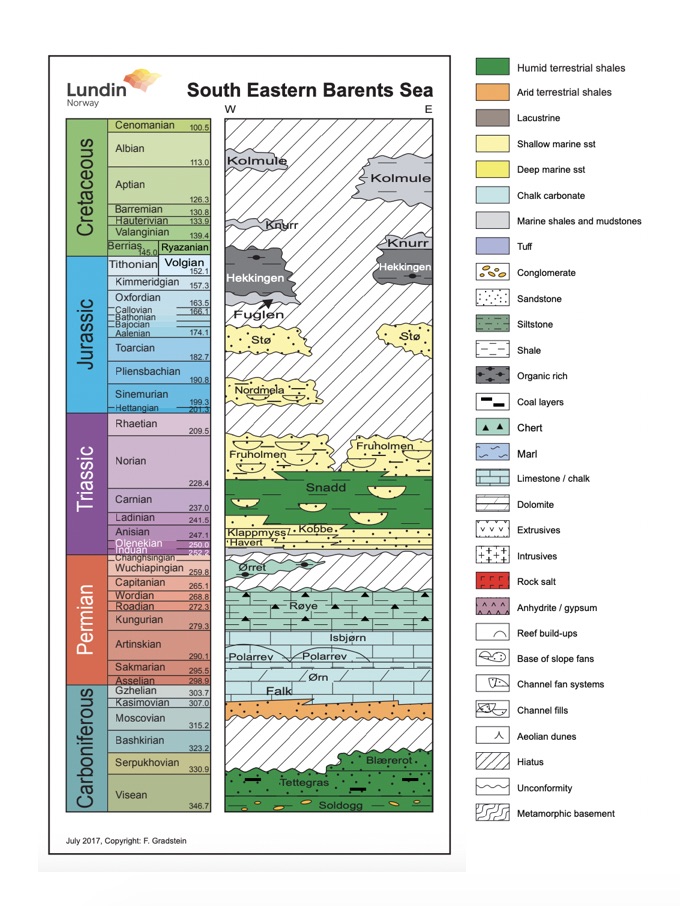 Lundin
Norway
South Eastern Barents Sea
W
E
Cretaceous
Cenomanian 100.5
Albian
113.0
Aptian
126.3
Barremian 130.8
Hauterivian 133.9
Valanginian 139.4
Berrias. 145.0 Ryazanian
Jurassic
Tithonian Volgian
152.1
Kimmeridgian 157.3
Oxfordian 163.5
Callovian 166.1
Bathonian
Bajocian
Aalenian 174.1
Toarcian
182.7
Pliensbachian
190.8
Sinemurian
199.3
Hettangian 201.3
Triassic
Rhaetian
209.5
Norian
228.4
Carnian
237.0
Ladinian 241.5
Anisian 247.1
Olenekian 250.0
Induan 252.2
Permian
Changhsingian
Wuchiapingian 259.8
Capitanian 265.1
Wordian 268.8
Roadian 272.3
Kungurian
279.3
Artinskian
290.1
Sakmarian 295.5
Asselian 298.9
Carboniferous
Gzhelian 303.7
Kasimovian 307.0
Moscovian
315.2
Bashkirian
323.2
Serpukhovian
330.9
Visean
346.7
Kolmule
Kolmule
Knurr
Knurr
Hekkingen
Hekkingen
Fuglen
Stø
Stø
Nordmela
Fruholmen
Fruholmen
Snadd
Klappmyss
Kobbe
Havert
Ørret
Røye
Isbjørn
Polarrev
Polarrev
Ørn
Falk
Blærerot
Tettegras
Soldogg
July 2017, Copyright: F. Gradstein
Humid terrestrial shales
Arid terrestrial shales
Lacustrine
Shallow marine sst
Deep marine sst
Chalk carbonate
Marine shales and mudstones
Tuff
Conglomerate
Sandstone
Siltstone
Shale
Organic rich
Coal layers
Chert
Marl
Limestone / chalk
Dolomite
Extrusives
Intrusives
Rock salt
Anhydrite / gypsum
Reef build-ups
Base of slope fans
Channel fan systems
Channel fills
Aeolian dunes
Hiatus
Unconformity
Metamorphic basement